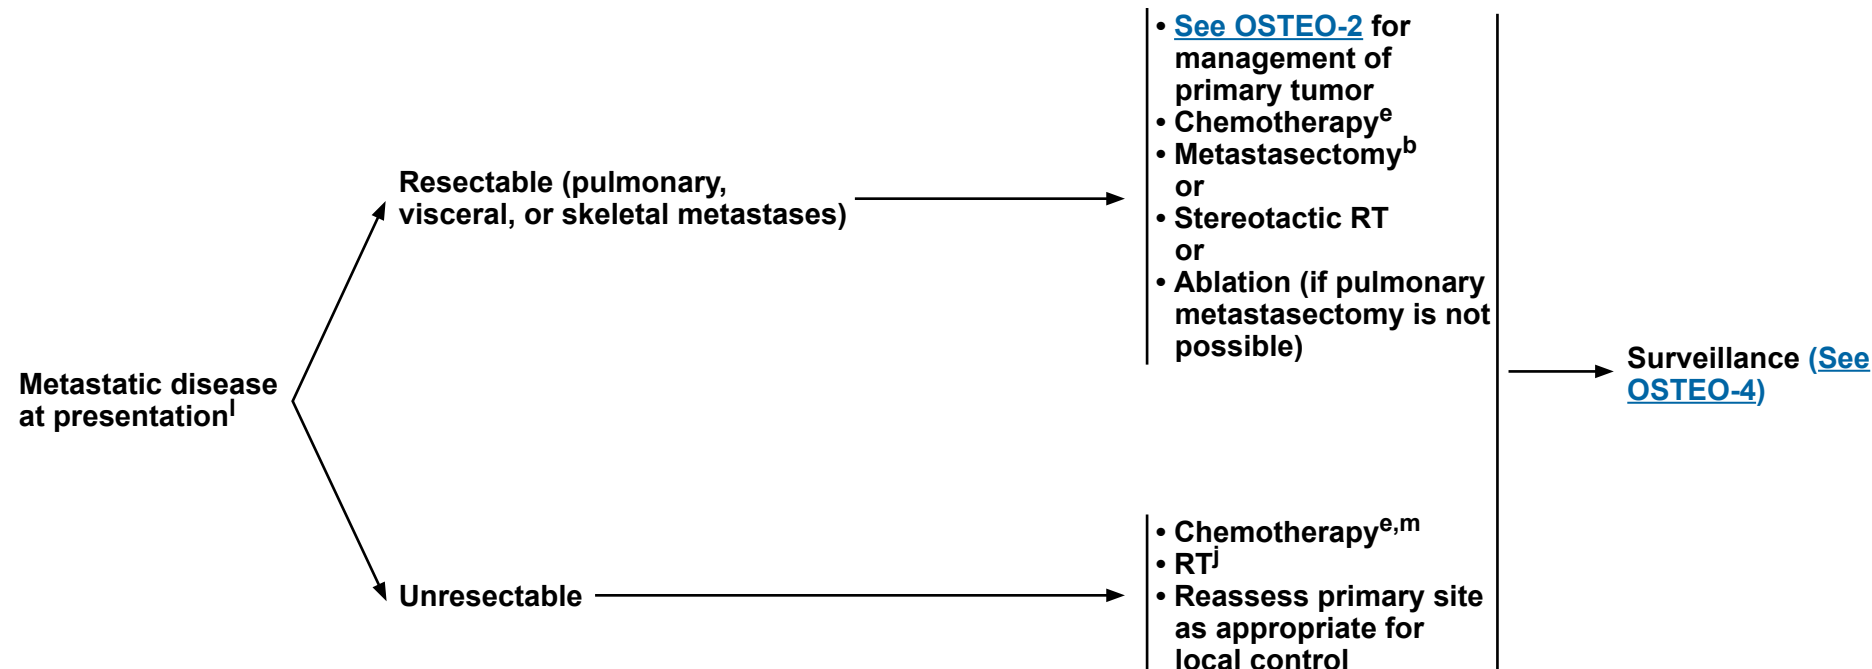 Metastatic disease
at presentationl
Resectable (pulmonary,
visceral, or skeletal metastases)
• See OSTEO-2 for
management of
primary tumor
• Chemotherapye
• Metastasectomyb
or
• Stereotactic RT
or
• Ablation (if pulmonary
metastasectomy is not
possible)
Unresectable
• Chemotherapye,m
• RTj
• Reassess primary site
as appropriate for
local control
Surveillance (See
OSTEO-4)